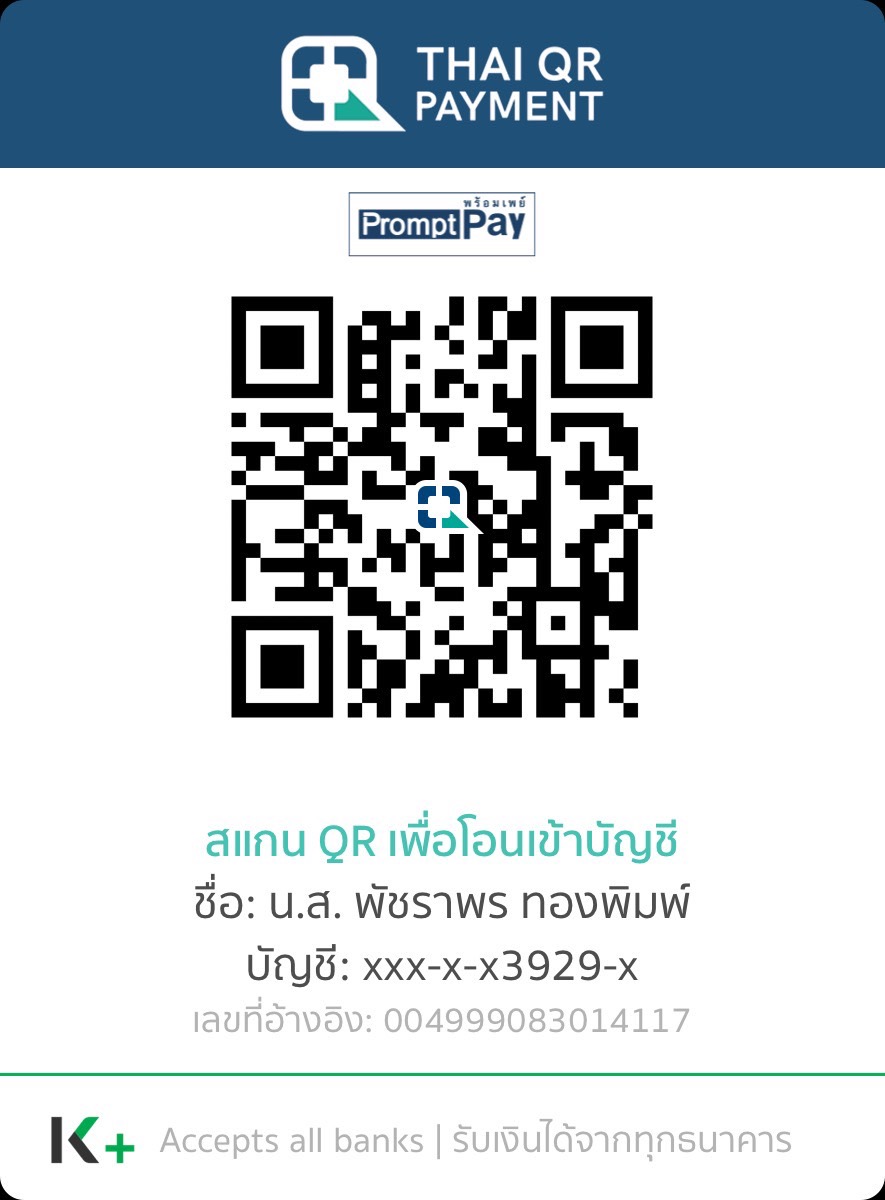 THAI QR
PAYMENT
พร้อมเพย์
PromptPay
สแกน QR เพื่อโอนเข้าบัญชี
ชื่อ: น.ส. พัชราพร ทองพิมพ์
บัญชี: xxx-x-x3929-x
เลขที่อ้างอิง: 004999083014117
K+ Accepts all banks | รับเงินได้จากทุกธนาคาร